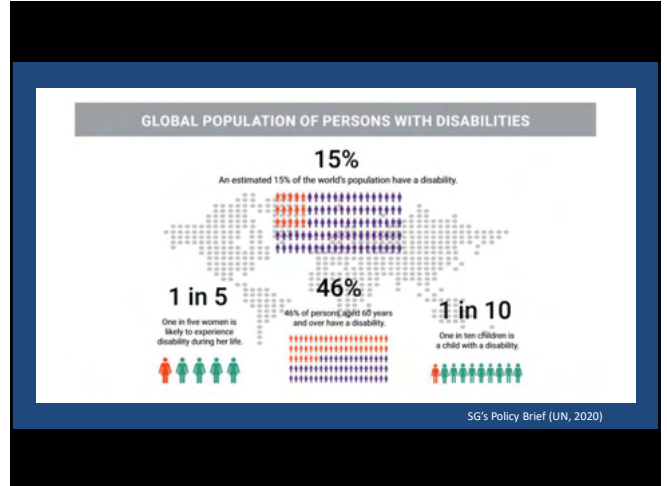 GLOBAL POPULATION OF PERSONS WITH DISABILITIES
15%
An estimated 15% of the world's population have a disability.
1 in 5
One in five women is
likely to experience
disability during her life.
46%
46% of persons aged 60 years
and over have a disability.
1 in 10
One in ten children is
a child with a disability.
SG's Policy Brief (UN, 2020)